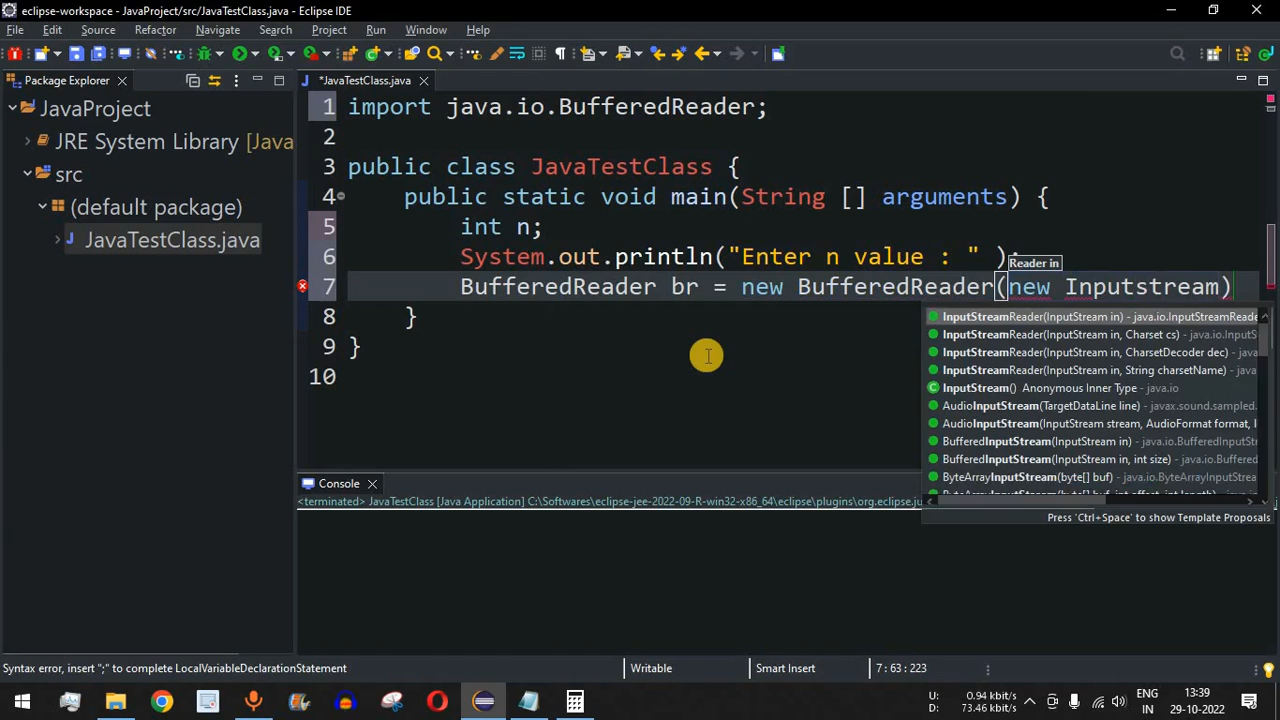 eclipse-workspace - JavaProject/src/JavaTestClass.java - Eclipse IDE
File Edit Source Refactor Navigate Search Project Run Window Help
Package Explorer
*JavaTestClass.java
JavaProject
JRE System Library [Java
src
(default package)
JavaTestClass.java
1 import java.io.BufferedReader;
2
3 public class JavaTestClass {
4 public static void main(String [] arguments) {
5 int n;
6 System.out.println("Enter n value : " );
Reader in
7 BufferedReader br = new BufferedReader(new Inputstream)
8 }
9 }
10
InputStreamReader(InputStream in) - java.io.InputStreamReade
InputStreamReader(InputStream in, Charset cs) - java.io.Inpu
InputStreamReader(InputStream in, CharsetDecoder dec) - java
InputStreamReader(InputStream in, String charsetName) - java
InputStream() Anonymous Inner Type - java.io
AudioInputStream(TargetDataLine line) - javax.sound.sampled.
AudioInputStream(InputStream stream, AudioFormat format, l
BufferedInputStream(InputStream in) - java.io.BufferedInputSt
BufferedInputStream(InputStream in, int size) - java.io.Buffered
ByteArrayInputStream(byte[] buf) - java.io.ByteArrayInputStrea
Press 'Ctrl+Space' to show Template Proposals
Console
<terminated> JavaTestClass [Java Application] C:\Softwares\eclipse-jee-2022-09-R-win32-x86_64\eclipse\plugins\org.eclipse.ju
Syntax error, insert ";" to complete LocalVariableDeclarationStatement
Writable
Smart Insert
7 : 63 : 223
U: 0.94 kbit/s
D: 73.46 kbit/s
ENG
IN
13:39
29-10-2022